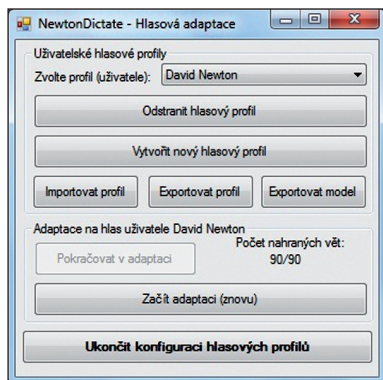 NewtonDictate - Hlasová adaptace
Uživatelské hlasové profily
Zvolte profil (uživatele): David Newton
Odstranit hlasový profil
Vytvořit nový hlasový profil
Importovat profil Exportovat profil Exportovat model
Adaptace na hlas uživatele David Newton
Pokračovat v adaptaci
Počet nahraných vět:
90/90
Začít adaptaci (znovu)
Ukončit konfiguraci hlasových profilů